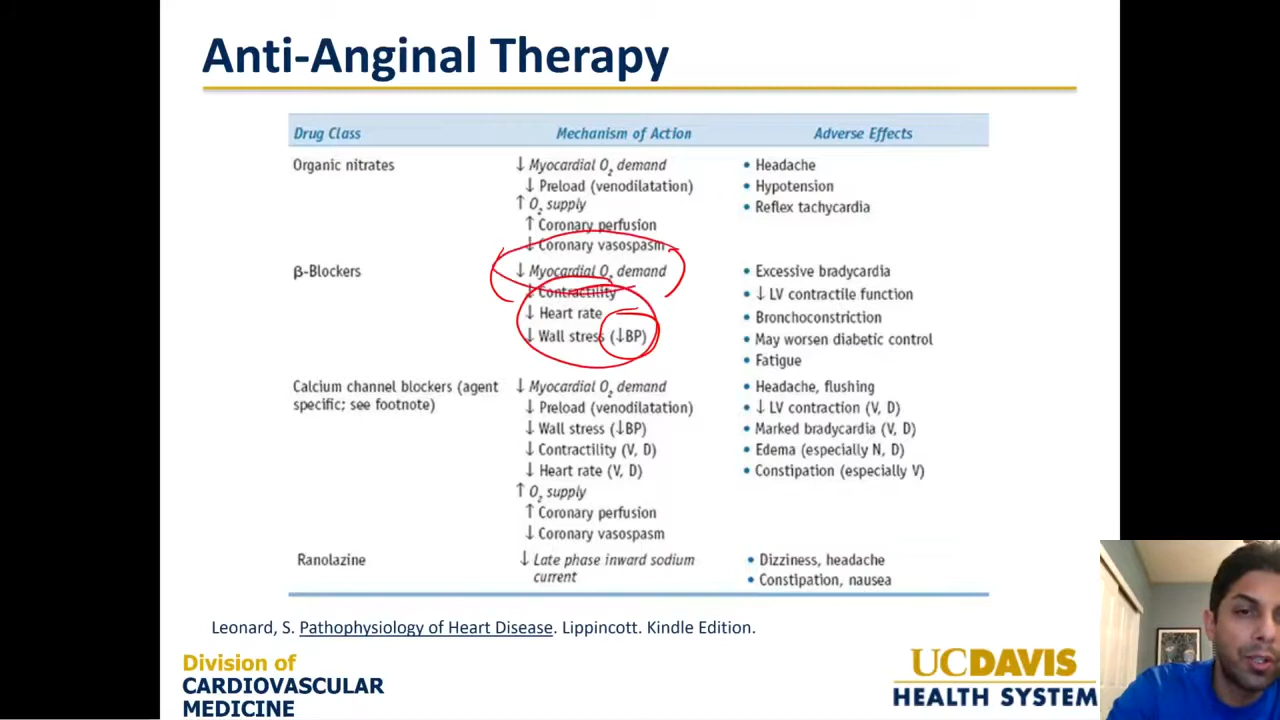 Anti-Anginal Therapy
Drug Class Mechanism of Action Adverse Effects
Organic nitrates ↓ Myocardial O₂ demand • Headache
↓ Preload (venodilatation) • Hypotension
↑ O₂ supply • Reflex tachycardia
↑ Coronary perfusion
↓ Coronary vasospasm
β-Blockers ↓ Myocardial O₂ demand • Excessive bradycardia
↓ Contractility • ↓ LV contractile function
↓ Heart rate • Bronchoconstriction
↓ Wall stress (↓BP) • May worsen diabetic control
• Fatigue
Calcium channel blockers (agent ↓ Myocardial O₂ demand • Headache, flushing
specific; see footnote) ↓ Preload (venodilatation) • ↓ LV contraction (V, D)
↓ Wall stress (↓BP) • Marked bradycardia (V, D)
↓ Contractility (V, D) • Edema (especially N, D)
↓ Heart rate (V, D) • Constipation (especially V)
↑ O₂ supply
↑ Coronary perfusion
↓ Coronary vasospasm
Ranolazine ↓ Late phase inward sodium • Dizziness, headache
current • Constipation, nausea
Leonard, S. Pathophysiology of Heart Disease. Lippincott. Kindle Edition.
Division of
CARDIOVASCULAR
MEDICINE
UCDAVIS
HEALTH SYSTEM